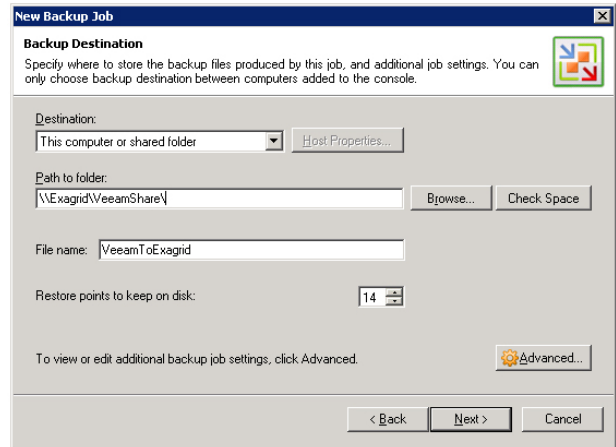 New Backup Job
Backup Destination
Specify where to store the backup files produced by this job, and additional job settings. You can
only choose backup destination between computers added to the console.
Destination:
This computer or shared folder
Host Properties...
Path to folder:
\\Exagrid\VeeamShare\
Browse...
Check Space
File name:
VeeamToExagrid
Restore points to keep on disk:
14
To view or edit additional backup job settings, click Advanced.
Advanced...
< Back
Next >
Cancel